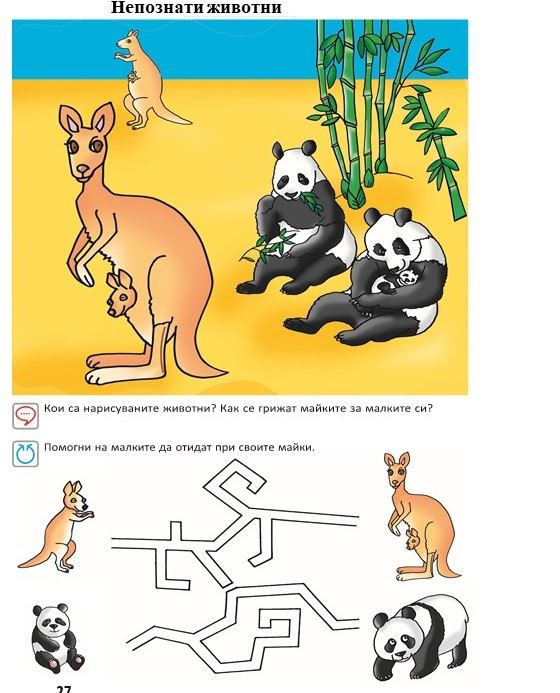 Непознати животни
Кои са нарисуваните животни? Как се грижат майките за малките си?
Помогни на малките да отидат при своите майки.
27